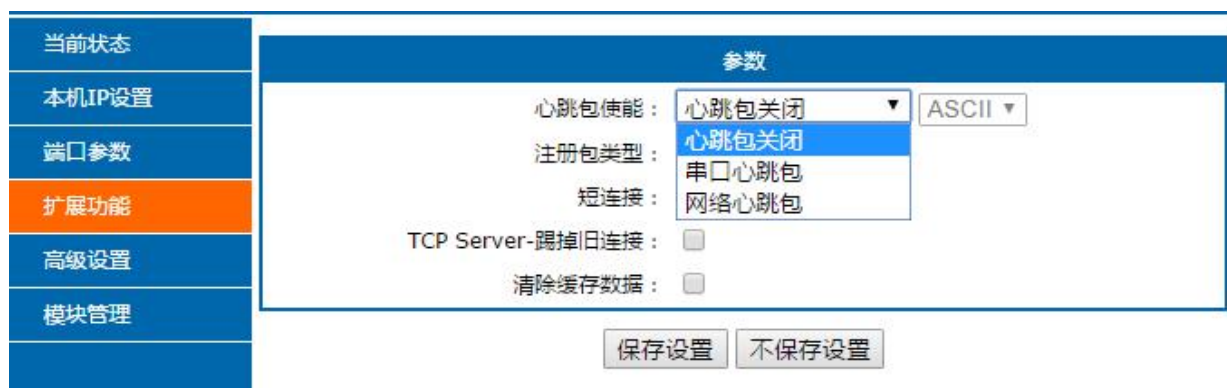 当前状态
本机IP设置
端口参数
扩展功能
高级设置
模块管理
参数
心跳包使能： 心跳包关闭 ▼ ASCII ▼
心跳包关闭
注册包类型：
串口心跳包
短连接：
网络心跳包
TCP Server-踢掉旧连接：
清除缓存数据：
保存设置 不保存设置